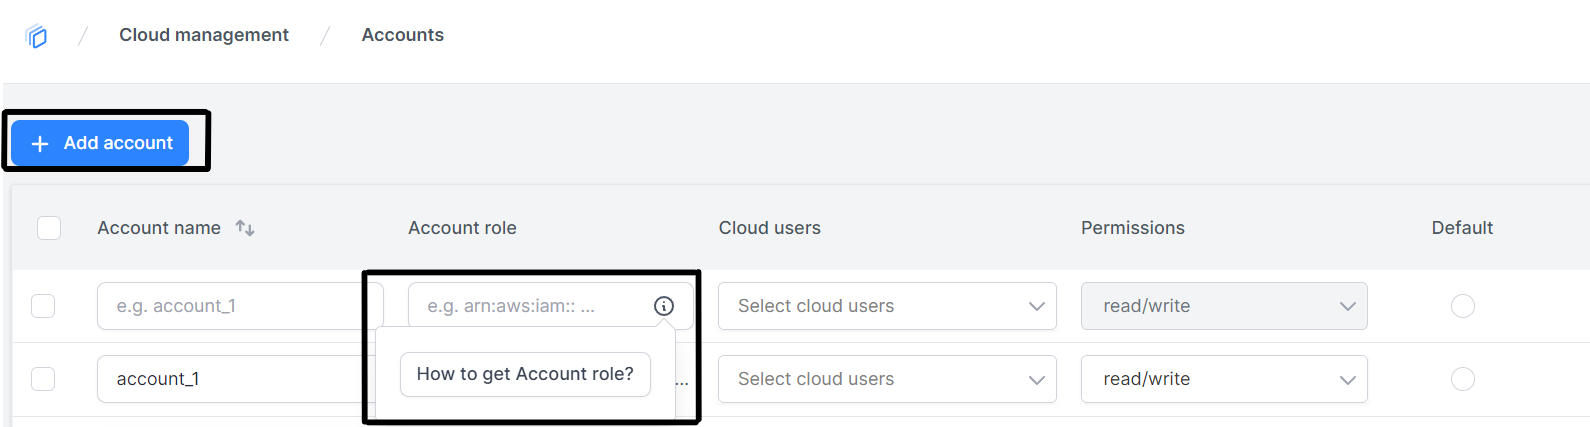 / Cloud management / Accounts
+ Add account
Account name Account role Cloud users Permissions Default
e.g. account_1 e.g. arn:aws:iam:: ... Select cloud users read/write
How to get Account role?
account_1 ... Select cloud users read/write